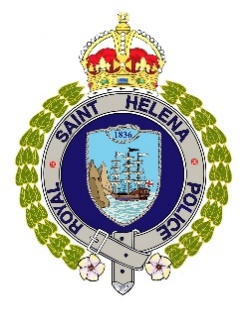 SAINT HELENA
ROYAL POLICE
1836